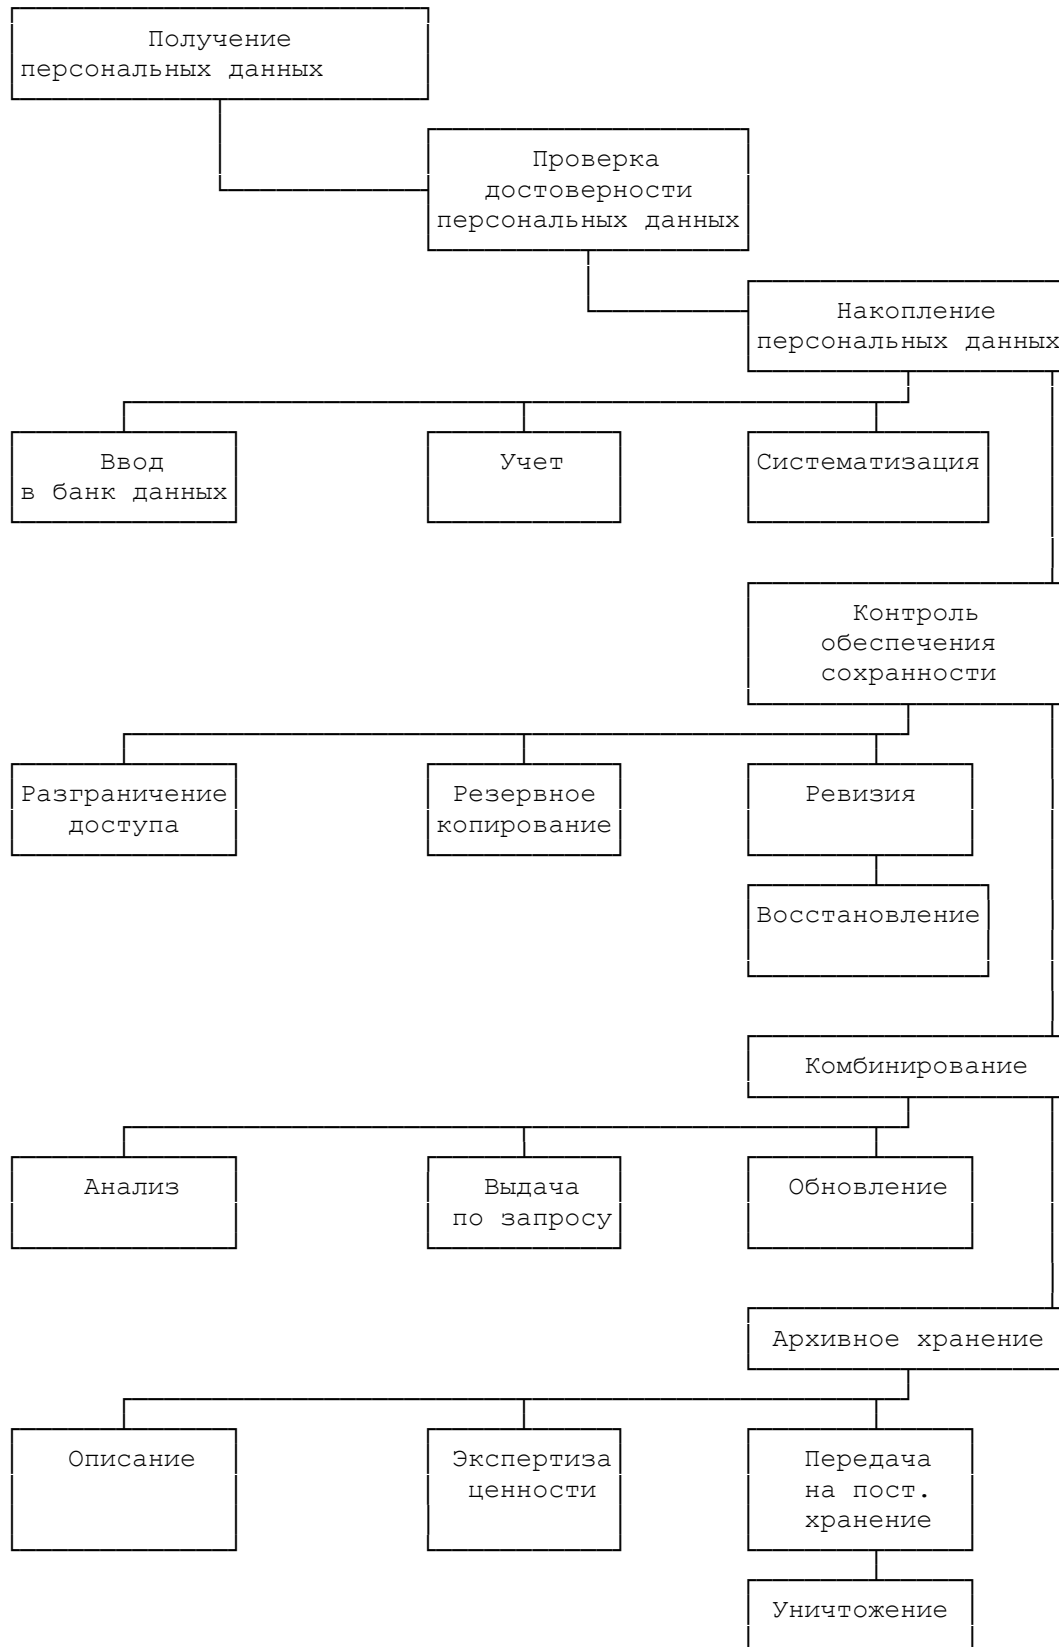 Получение
персональных данных
Проверка
достоверности
персональных данных
Накопление
персональных данных
Ввод
в банк данных
Учет
Систематизация
Контроль
обеспечения
сохранности
Разграничение
доступа
Резервное
копирование
Ревизия
Восстановление
Комбинирование
Анализ
Выдача
по запросу
Обновление
Архивное хранение
Описание
Экспертиза
ценности
Передача
на пост.
хранение
Уничтожение